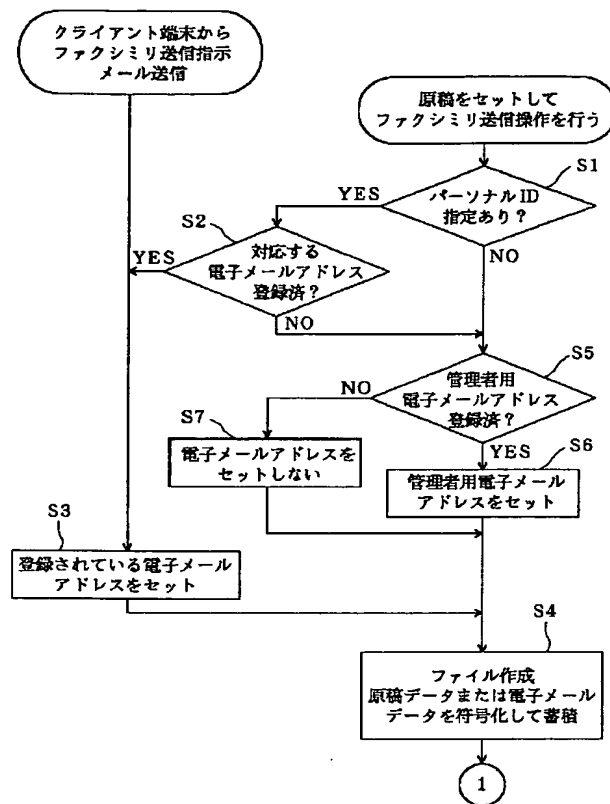 クライアント端末から
ファクシミリ送信指示
メール送信
原稿をセットして
ファクシミリ送信操作を行う
S1
パーソナルID
指定あり？
YES
NO
S2
対応する
電子メールアドレス
登録済？
YES
NO
S5
管理者用
電子メールアドレス
登録済？
NO
YES
S7
電子メールアドレスを
セットしない
S6
管理者用電子メール
アドレスをセット
S3
登録されている電子メール
アドレスをセット
S4
ファイル作成
原稿データまたは電子メール
データを符号化して蓄積
1